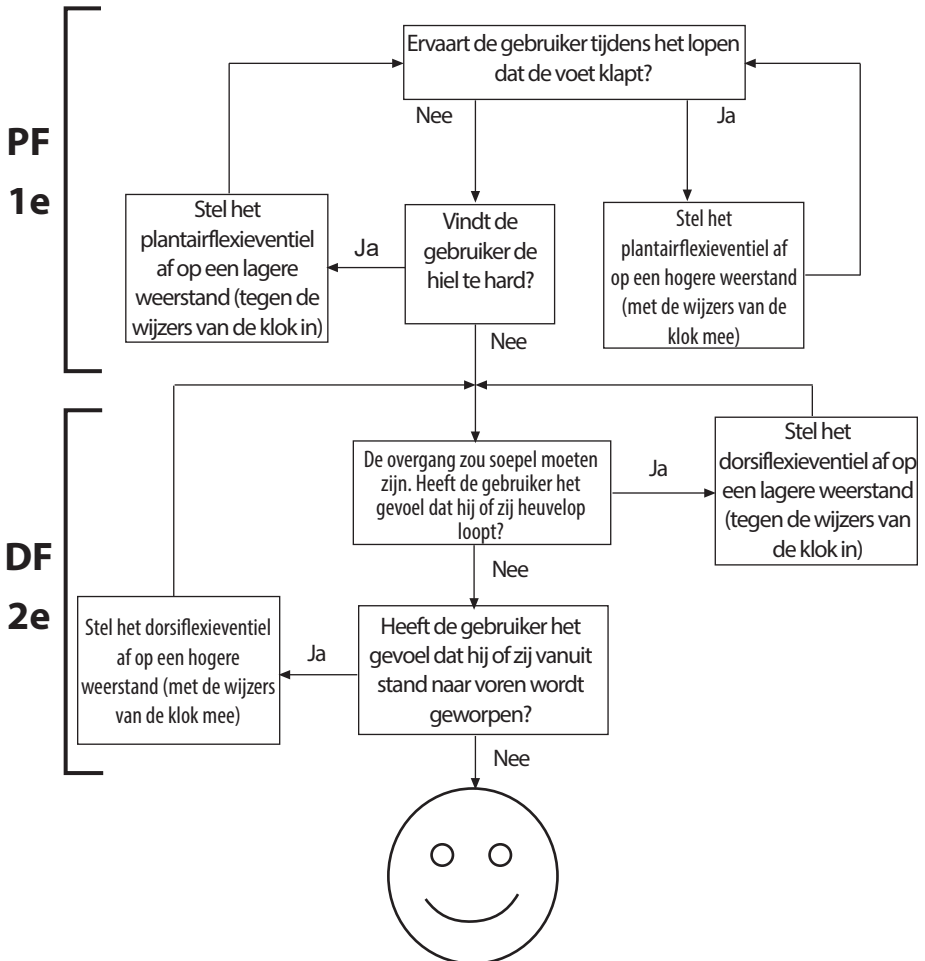 PF
1e
Ervaart de gebruiker tijdens het lopen
dat de voet klapt?
Nee
Ja
Stel het
plantairflexieventiel
af op een lagere
weerstand (tegen de
wijzers van de klok in)
Ja
Vindt de
gebruiker de
hiel te hard?
Stel het
plantairflexieventiel af
op een hogere weerstand
(met de wijzers van de
klok mee)
Nee
DF
2e
De overgang zou soepel moeten
zijn. Heeft de gebruiker het
gevoel dat hij of zij heuvelop
loopt?
Ja
Stel het
dorsiflexieventiel af op
een lagere weerstand
(tegen de wijzers van
de klok in)
Nee
Stel het dorsiflexieventiel
af op een hogere
weerstand (met de wijzers
van de klok mee)
Ja
Heeft de gebruiker het
gevoel dat hij of zij vanuit
stand naar voren wordt
geworpen?
Nee